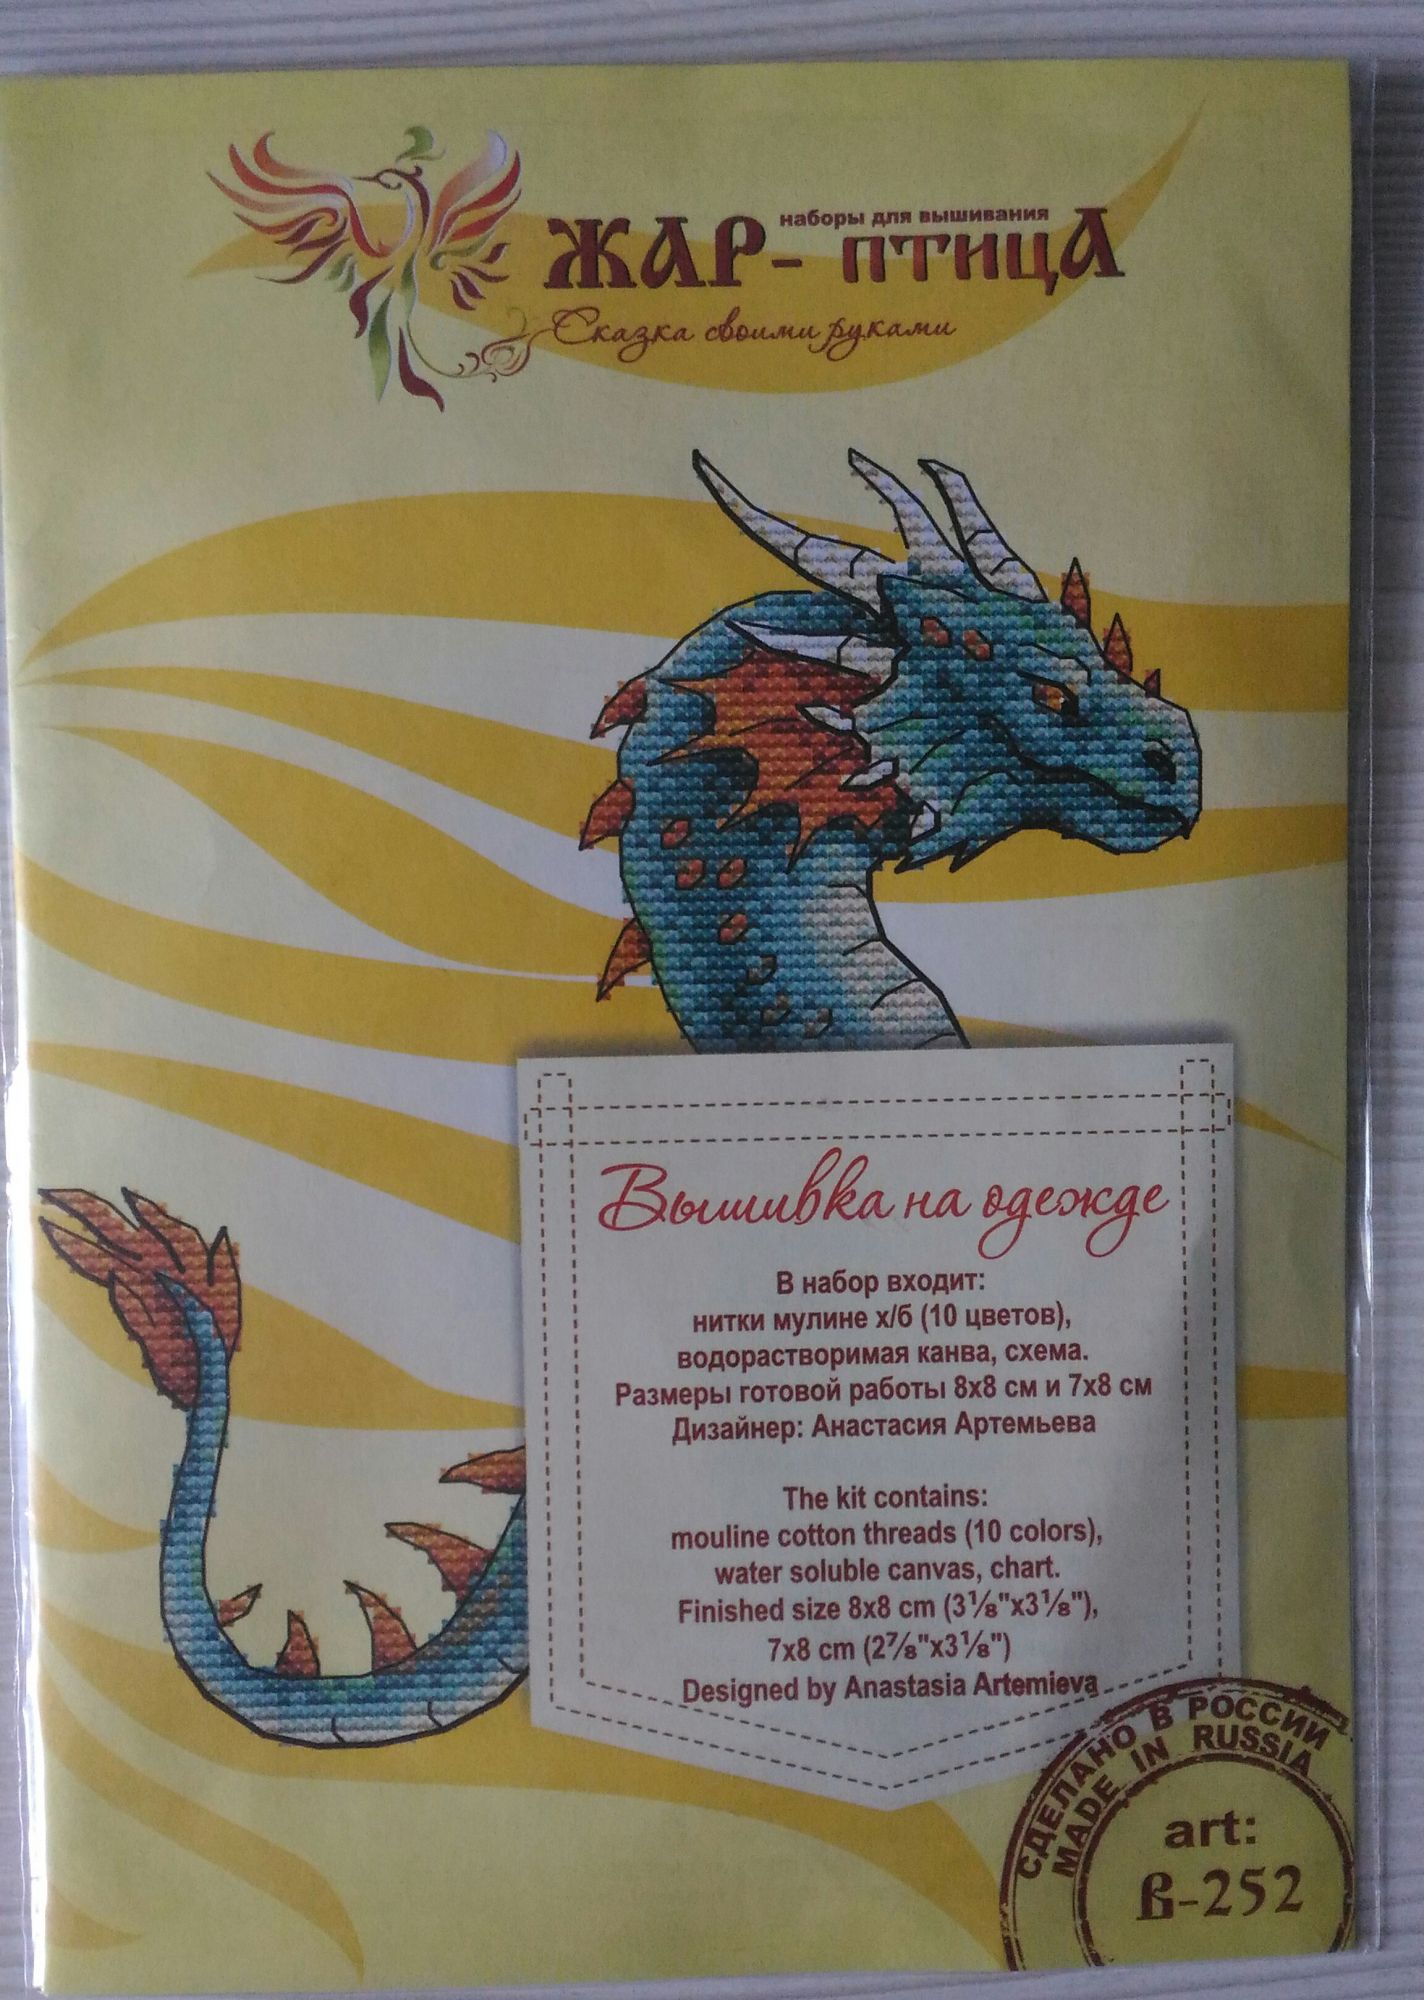 наборы для вышивания
ЖАР-ПТИЦА
Сказка своими руками
Вышивка на одежде
В набор входит:
нитки мулине х/б (10 цветов),
водорастворимая канва, схема.
Размеры готовой работы 8х8 см и 7х8 см
Дизайнер: Анастасия Артемьева
The kit contains:
mouline cotton threads (10 colors),
water soluble canvas, chart.
Finished size 8x8 cm (3⅛"x3⅛"),
7x8 cm (2⅞"x3⅛")
Designed by Anastasia Artemieva
СДЕЛАНО В РОССИИ
MADE IN RUSSIA
art:
В-252